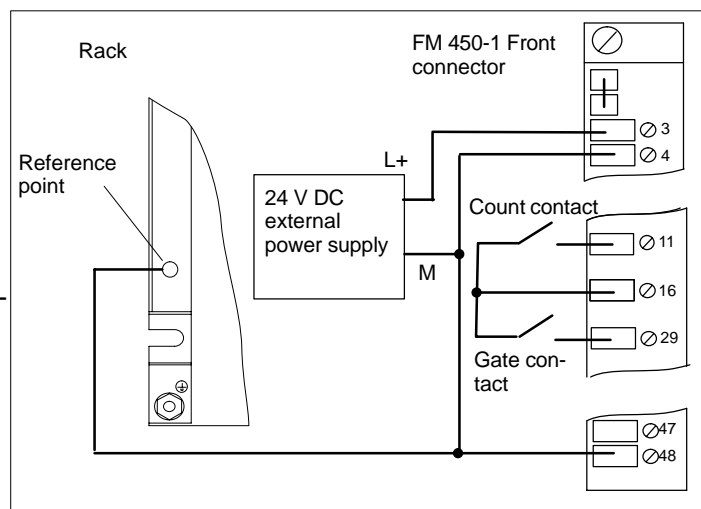 Rack
FM 450-1 Front
connector
3
4
Reference
point
L+
24 V DC
external
power supply
M
Count contact
11
16
29
Gate con-
tact
47
48